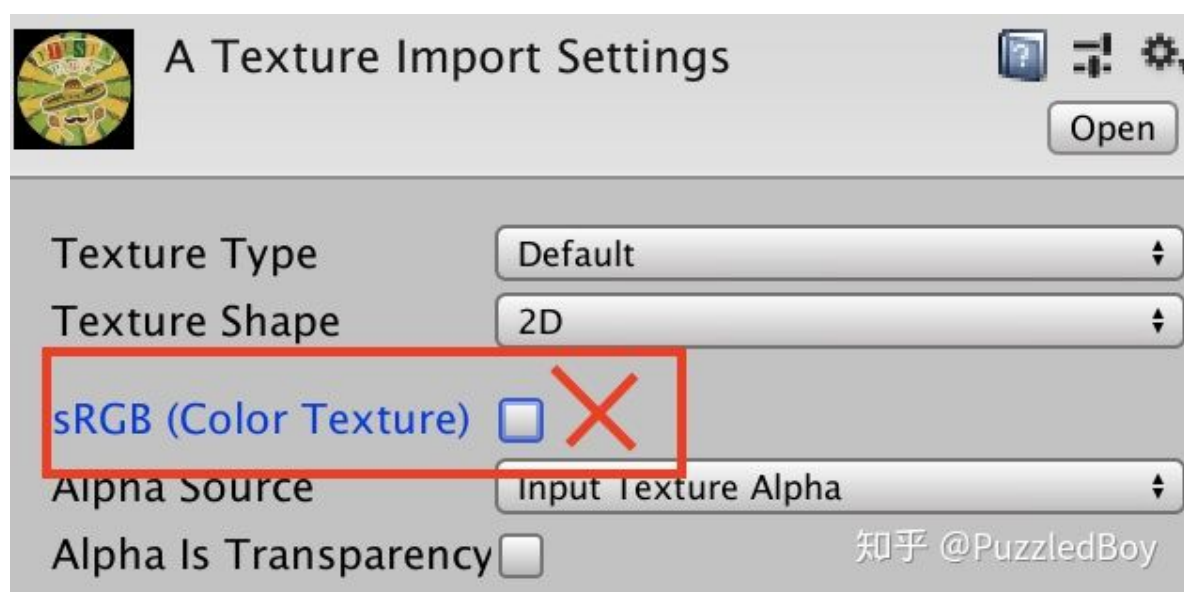 A Texture Import Settings
Open
Texture Type Default
Texture Shape 2D
sRGB (Color Texture)
Alpha Source Input Texture Alpha
Alpha Is Transparency
知乎 @PuzzledBoy